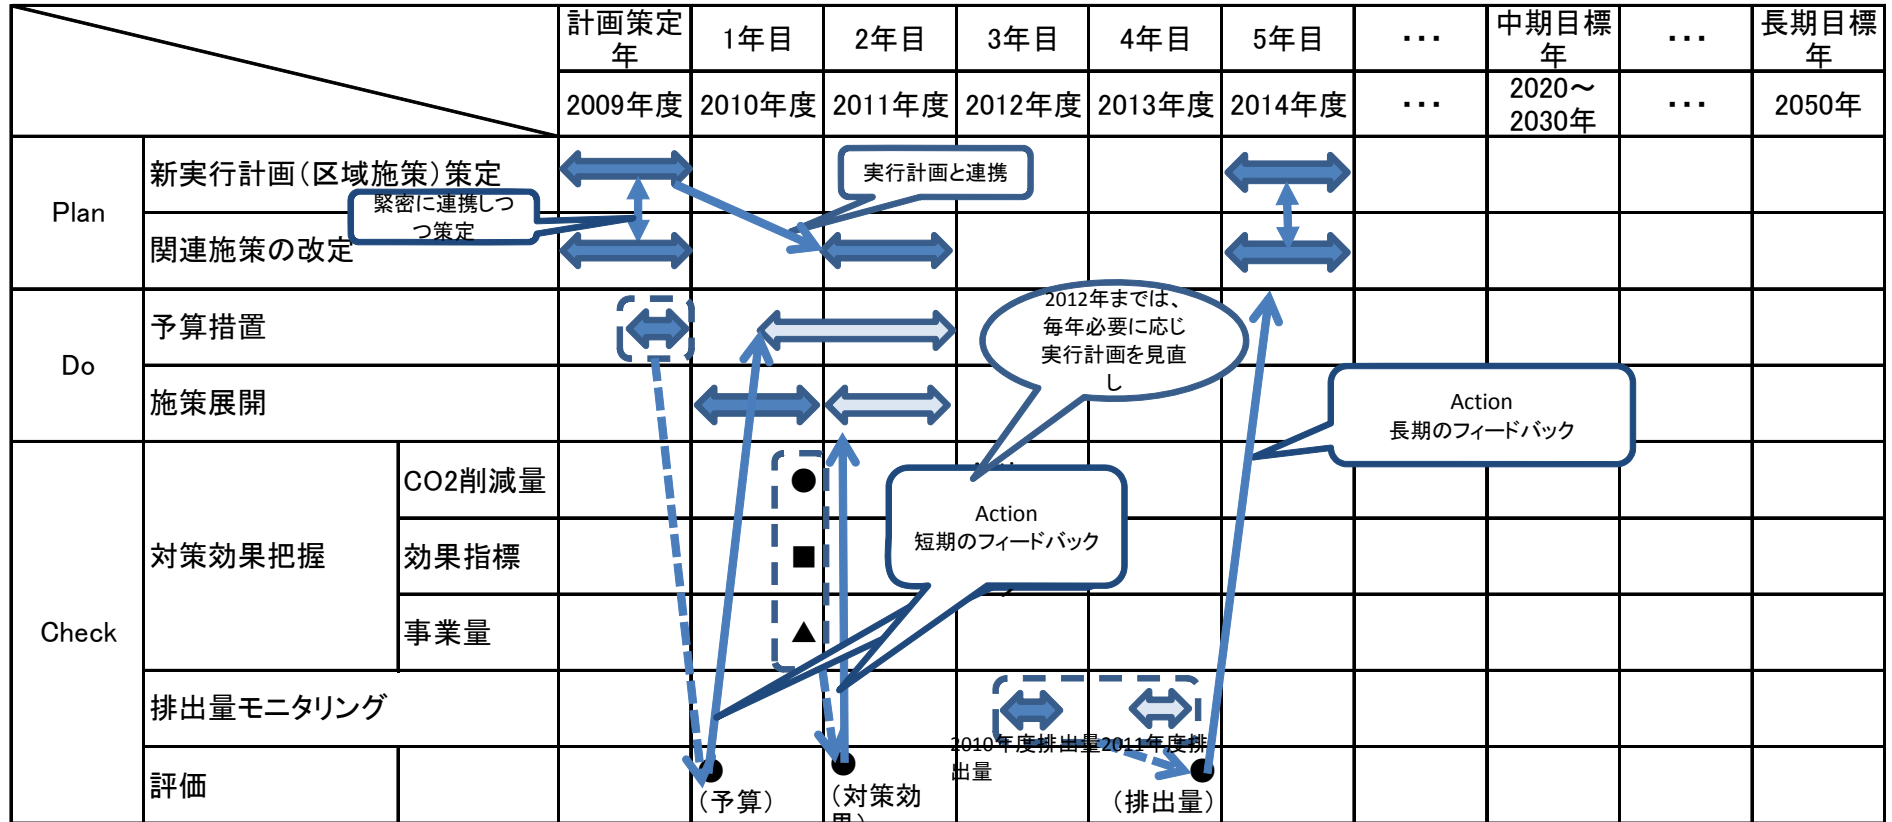 計画策定
年
1年目
2年目
3年目
4年目
5年目
・・・
中期目標
年
・・・
長期目標
年
2009年度
2010年度
2011年度
2012年度
2013年度
2014年度
・・・
2020～
2030年
・・・
2050年
Plan
新実行計画（区域施策）策定
実行計画と連携
緊密に連携しつ
つ策定
関連施策の改定
Do
予算措置
2012年までは、
毎年必要に応じ
実行計画を見直
し
施策展開
Action
長期のフィードバック
Check
対策効果把握
CO2削減量
効果指標
事業量
Action
短期のフィードバック
排出量モニタリング
2010年度排出量2011年度排
出量
評価
（予算）
（対策効
果）
（排出量）